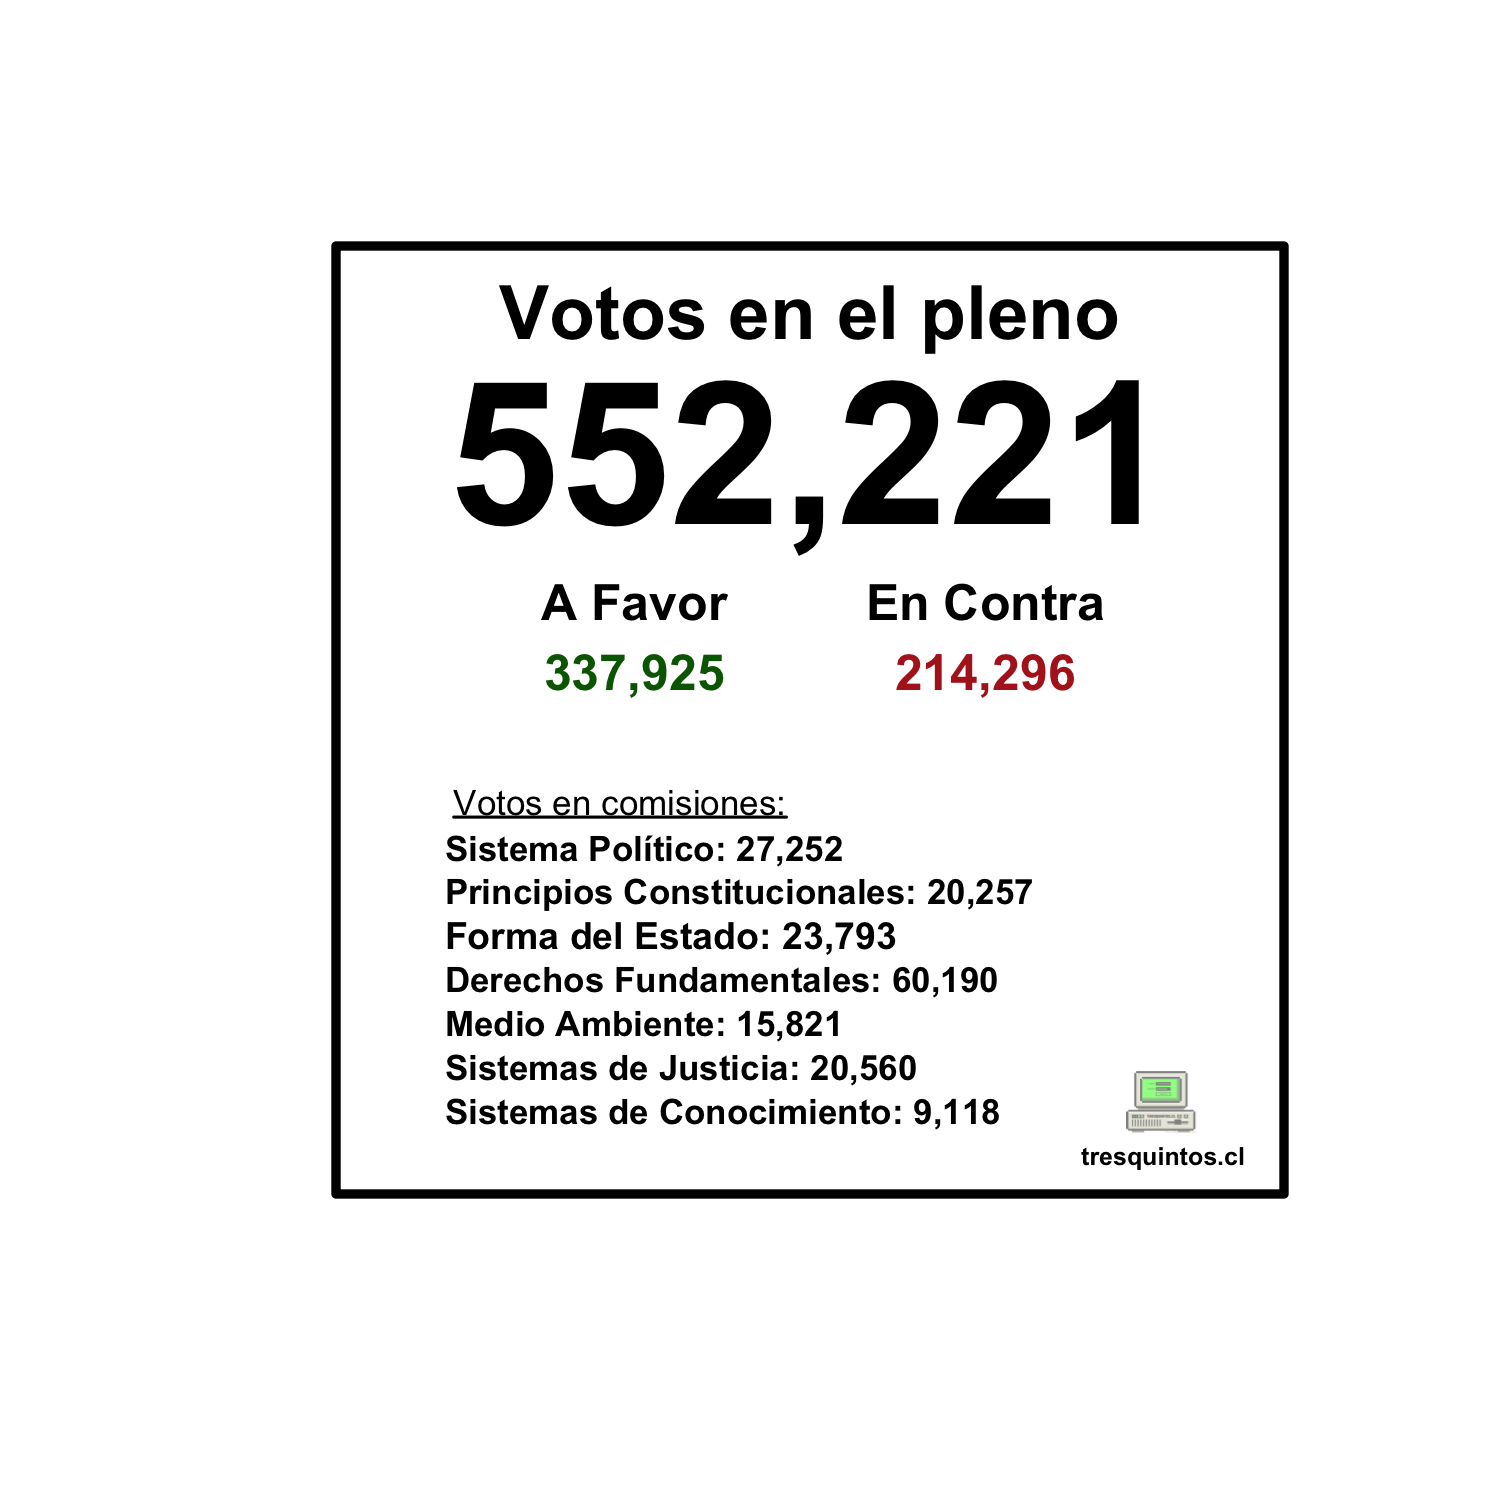 Votos en el pleno
552,221
A Favor En Contra
337,925 214,296
Votos en comisiones:
Sistema Político: 27,252
Principios Constitucionales: 20,257
Forma del Estado: 23,793
Derechos Fundamentales: 60,190
Medio Ambiente: 15,821
Sistemas de Justicia: 20,560
Sistemas de Conocimiento: 9,118
tresquintos.cl